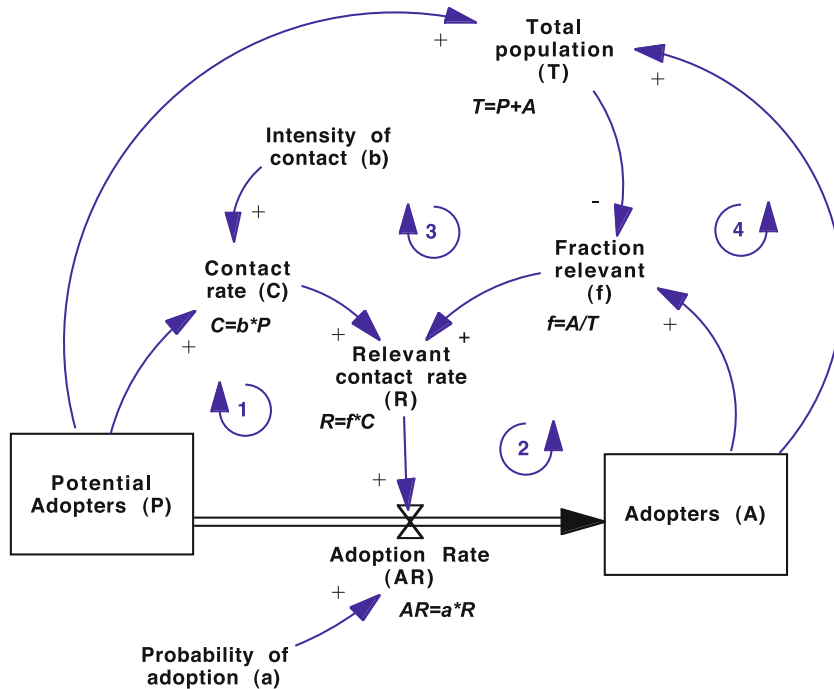 Total
population
(T)
+
+
T=P+A
Intensity of
contact (b)
+
-
3
4
Contact
rate (C)
C=b*P
Fraction
relevant
(f)
f=A/T
+
+
+
+
Relevant
contact rate
(R)
R=f*C
1
2
+
Potential
Adopters (P)
Adopters (A)
Adoption Rate
(AR)
AR=a*R
+
Probability of
adoption (a)